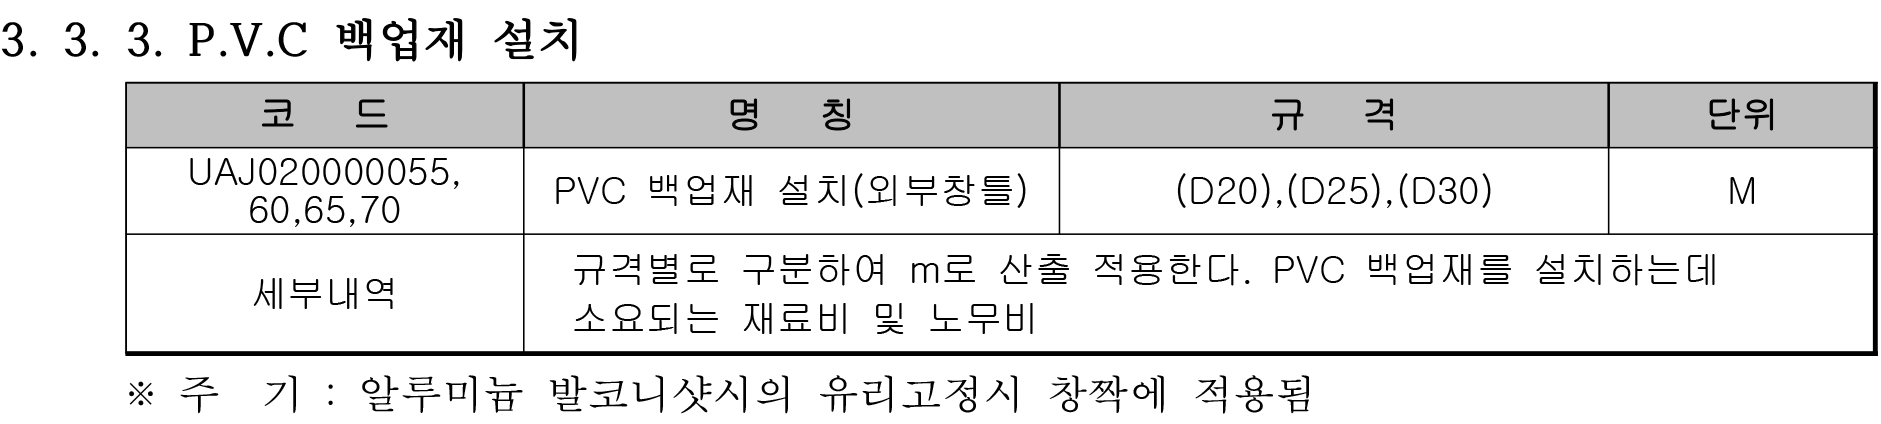 3. 3. 3. P.V.C 백업재 설치
코 드 명 칭 규 격 단위
UAJ020000055,
60,65,70
PVC 백업재 설치(외부창틀) (D20),(D25),(D30) M
세부내역
규격별로 구분하여 m로 산출 적용한다. PVC 백업재를 설치하는데
소요되는 재료비 및 노무비
※ 주 기 : 알루미늄 발코니샷시의 유리고정시 창짝에 적용됨